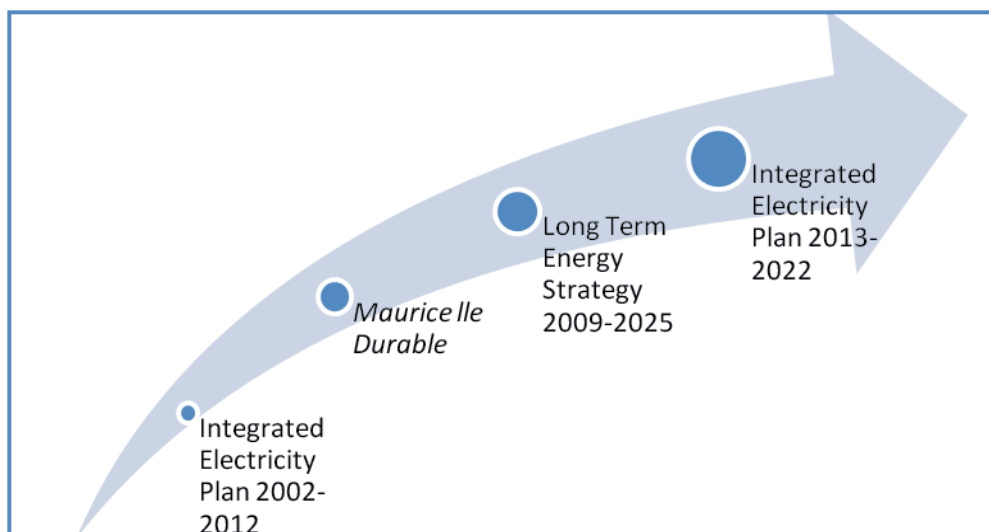 Integrated
Electricity
Plan 2013-
2022
Long Term
Energy
Strategy
2009-2025
Maurice lle
Durable
Integrated
Electricity
Plan 2002-
2012